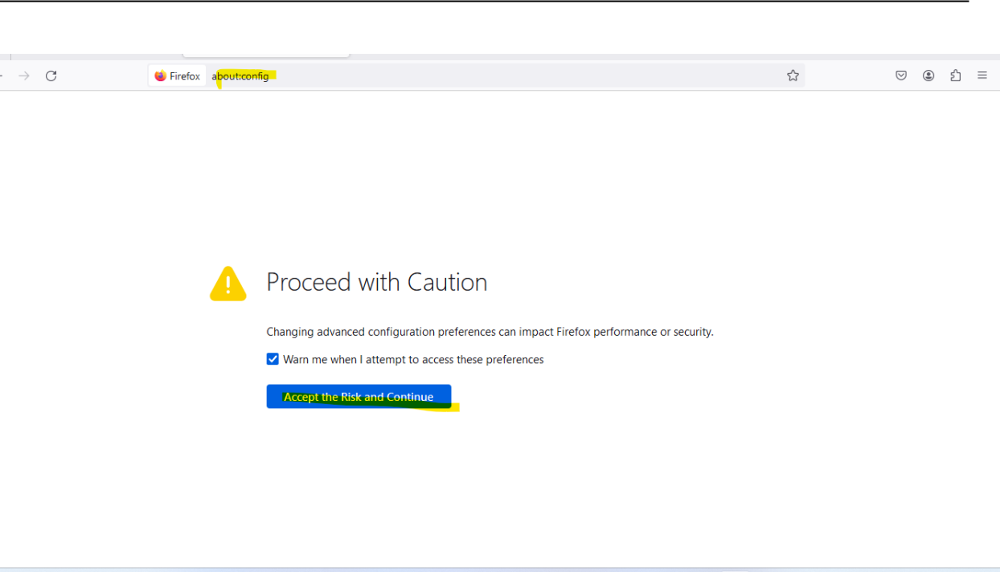 Firefox about:config
Proceed with Caution
Changing advanced configuration preferences can impact Firefox performance or security.
Warn me when I attempt to access these preferences
Accept the Risk and Continue